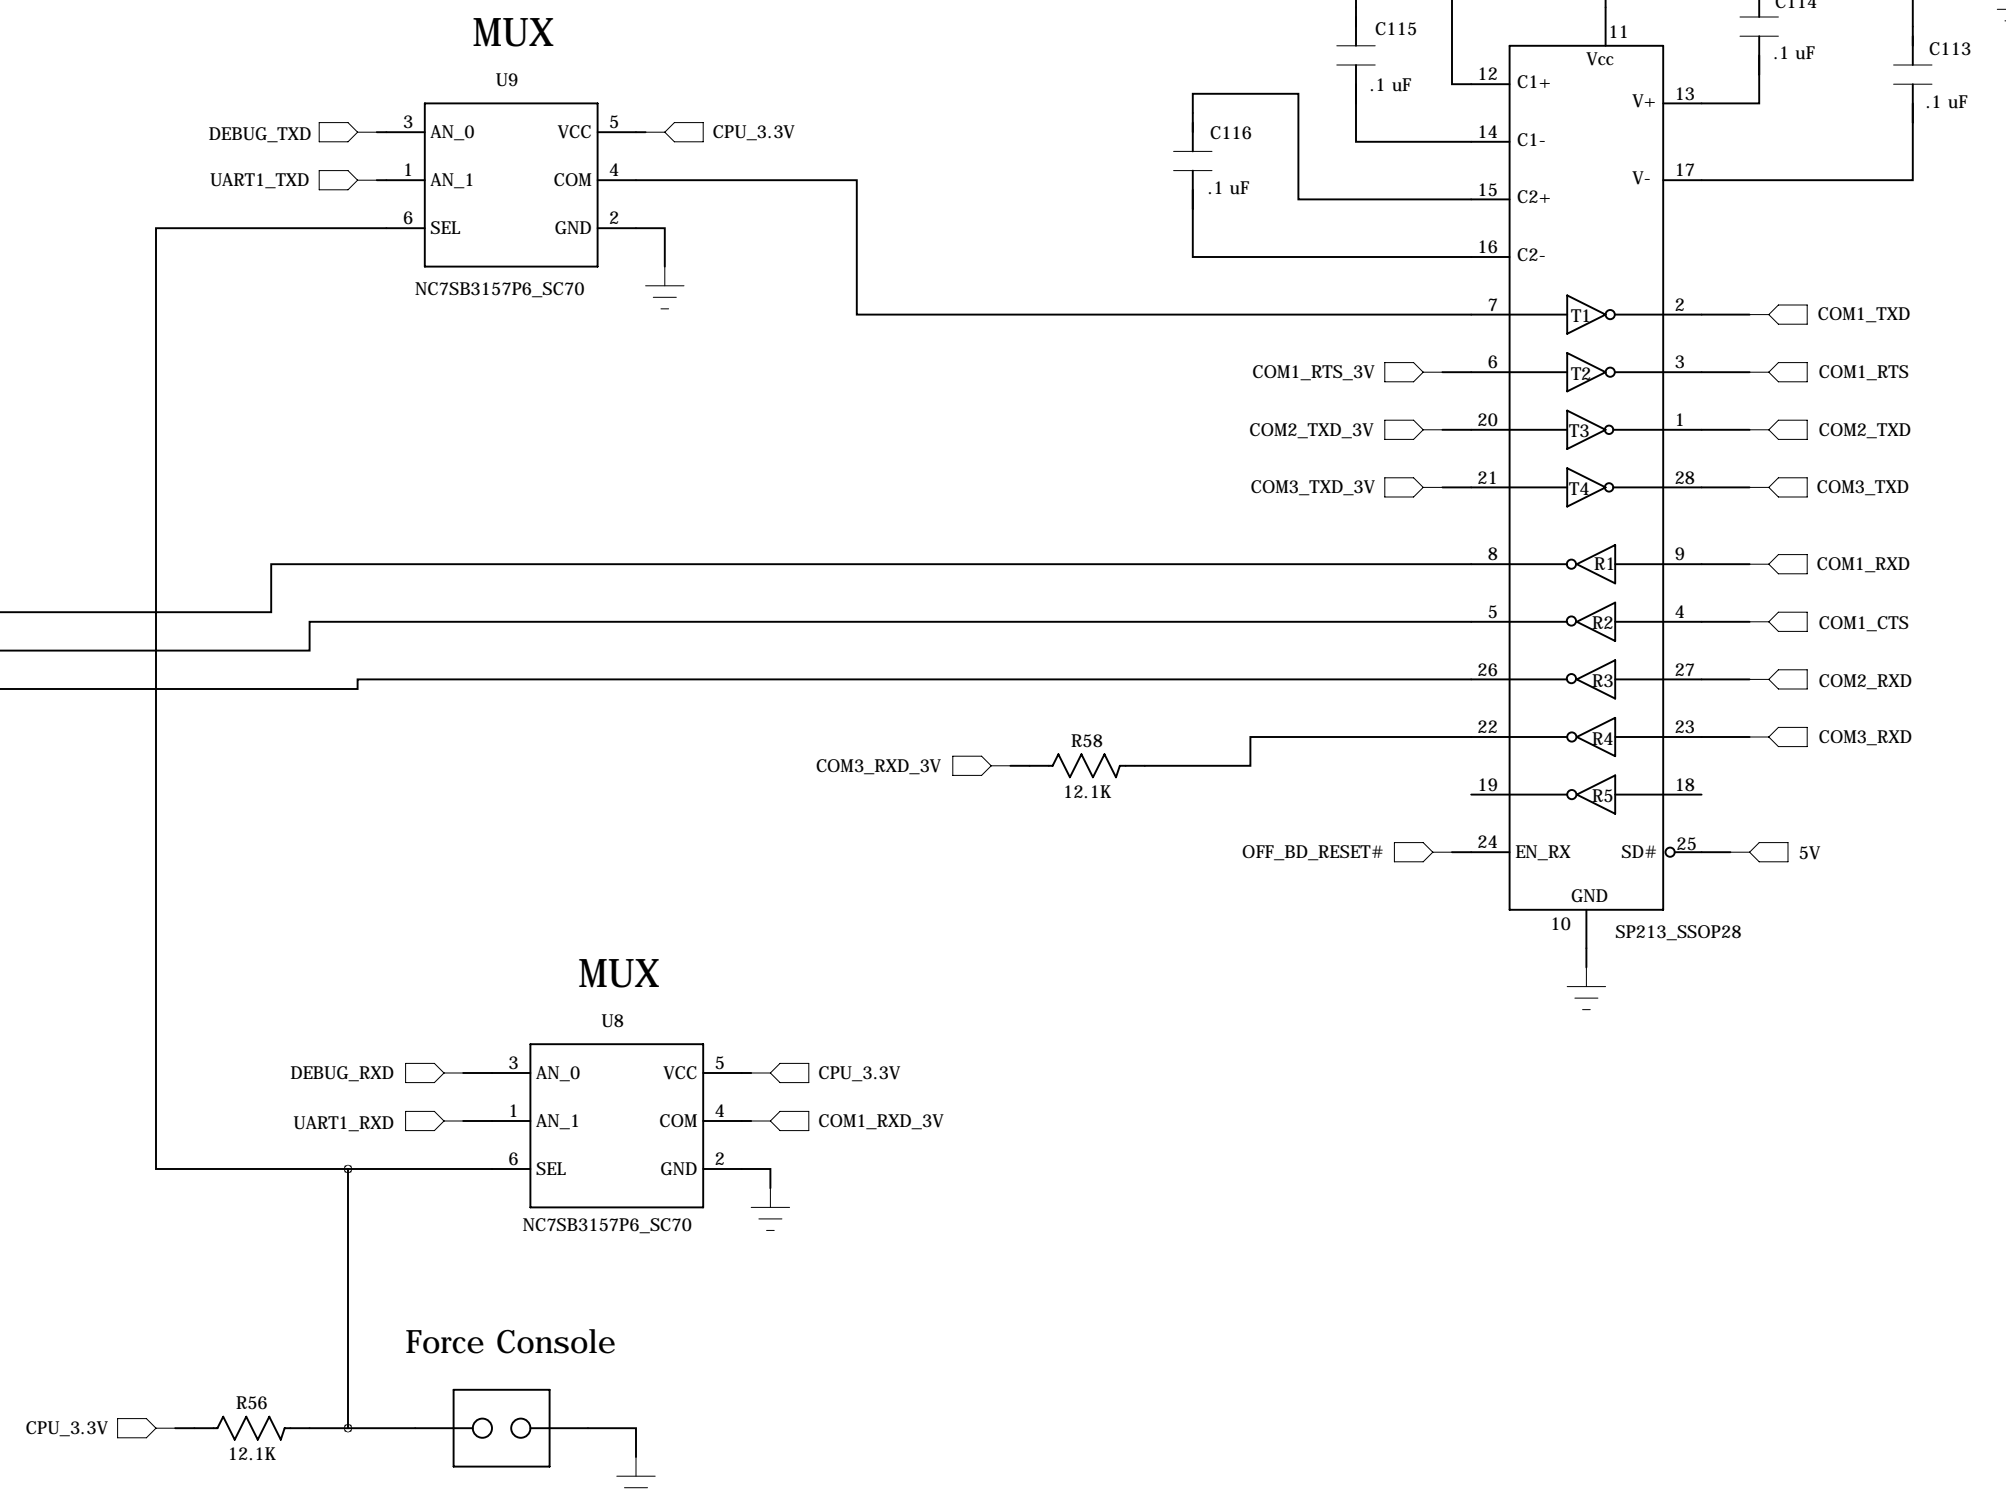 MUX
U9
DEBUG_TXD
3
AN_0
VCC
5
CPU_3.3V
UART1_TXD
1
AN_1
COM
4
6
SEL
GND
2
NC7SB3157P6_SC70
C115
.1 uF
C116
.1 uF
C114
.1 uF
C113
.1 uF
11
Vcc
12
C1+
V+
13
14
C1-
V-
17
15
C2+
16
C2-
7
T1
2
COM1_TXD
COM1_RTS_3V
6
T2
3
COM1_RTS
COM2_TXD_3V
20
T3
1
COM2_TXD
COM3_TXD_3V
21
T4
28
COM3_TXD
8
R1
9
COM1_RXD
5
R2
4
COM1_CTS
26
R3
27
COM2_RXD
22
R4
23
COM3_RXD
COM3_RXD_3V
R58
12.1K
19
R5
18
OFF_BD_RESET#
24
EN_RX
SD#
25
5V
GND
10
SP213_SSOP28
MUX
U8
DEBUG_RXD
3
AN_0
VCC
5
CPU_3.3V
UART1_RXD
1
AN_1
COM
4
COM1_RXD_3V
6
SEL
GND
2
NC7SB3157P6_SC70
Force Console
CPU_3.3V
R56
12.1K